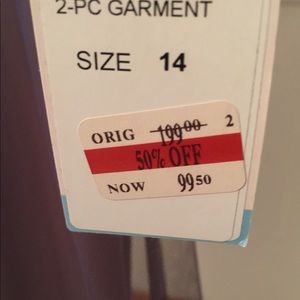 2-PC GARMENT
SIZE 14
ORIG 199.00 2
50% OFF
NOW 99.50